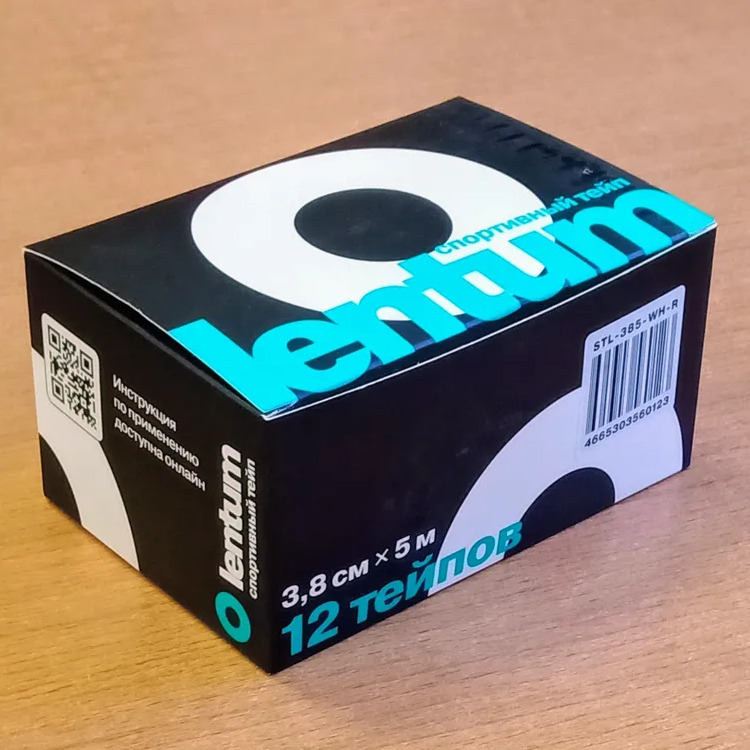 спортивный тейп
lentum
STL-385-WH-R
4665303560123
Инструкция
по применению
доступна онлайн
lentum
спортивный тейп
3,8 см × 5 м
12 тейпов